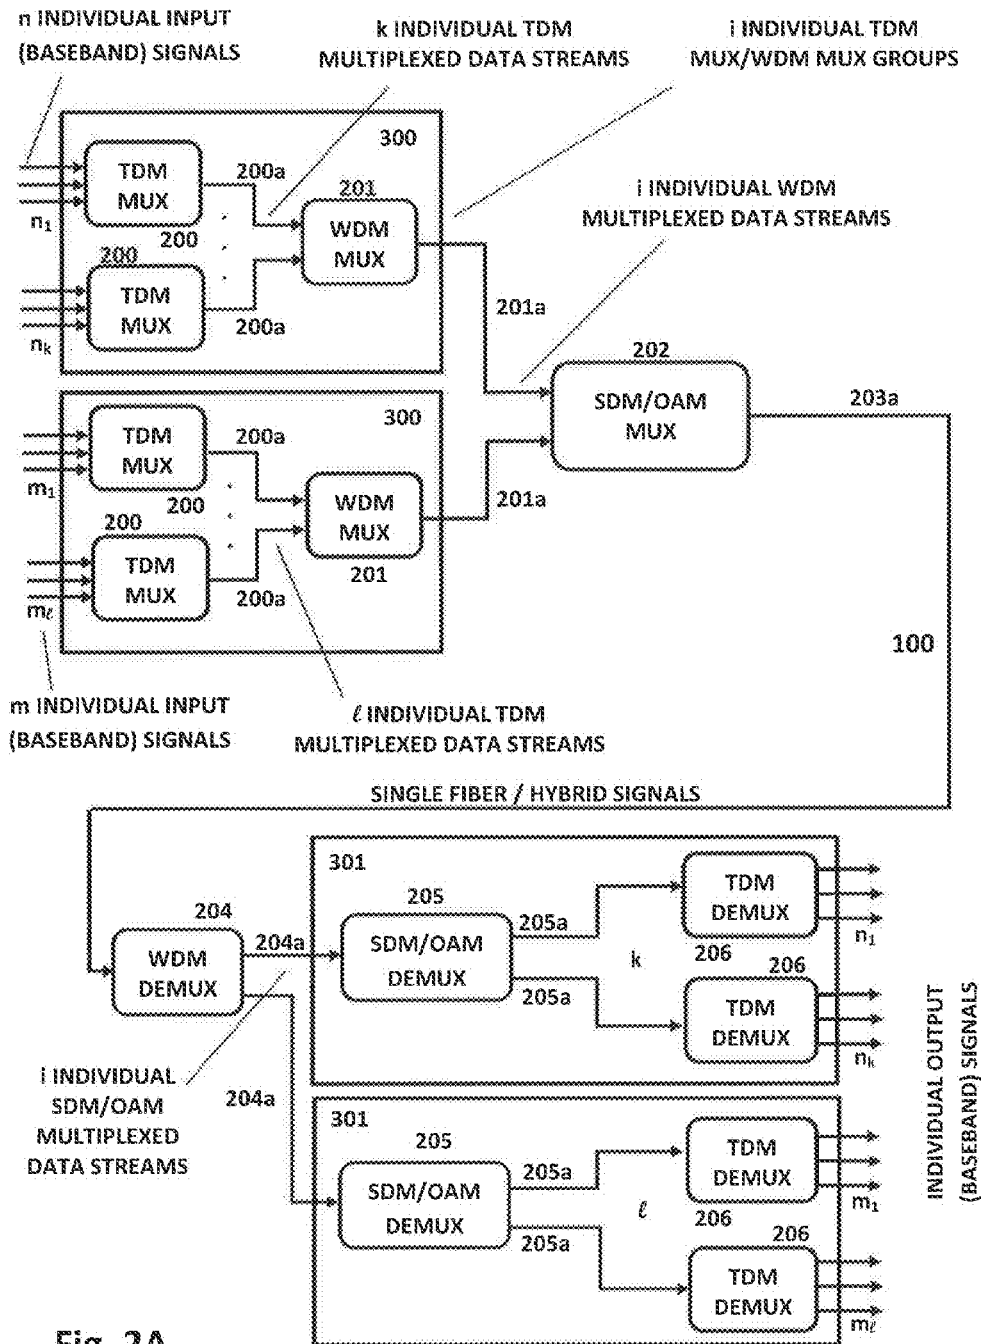 n INDIVIDUAL INPUT
(BASEBAND) SIGNALS
k INDIVIDUAL TDM
MULTIPLEXED DATA STREAMS
i INDIVIDUAL TDM
MUX/WDM MUX GROUPS
300
TDM
MUX
200
200a
n1
200
TDM
MUX
200a
nk
201
WDM
MUX
i INDIVIDUAL WDM
MULTIPLEXED DATA STREAMS
201a
202
SDM/OAM
MUX
203a
300
TDM
MUX
200
200a
m1
200
TDM
MUX
200a
mℓ
WDM
MUX
201
201a
100
m INDIVIDUAL INPUT
(BASEBAND) SIGNALS
ℓ INDIVIDUAL TDM
MULTIPLEXED DATA STREAMS
SINGLE FIBER / HYBRID SIGNALS
204
WDM
DEMUX
204a
204a
i INDIVIDUAL
SDM/OAM
MULTIPLEXED
DATA STREAMS
301
205
SDM/OAM
DEMUX
205a
205a
k
TDM
DEMUX
206
n1
206
TDM
DEMUX
nk
301
205
SDM/OAM
DEMUX
205a
205a
ℓ
TDM
DEMUX
206
m1
206
TDM
DEMUX
mℓ
INDIVIDUAL OUTPUT
(BASEBAND) SIGNALS
Fig. 2A